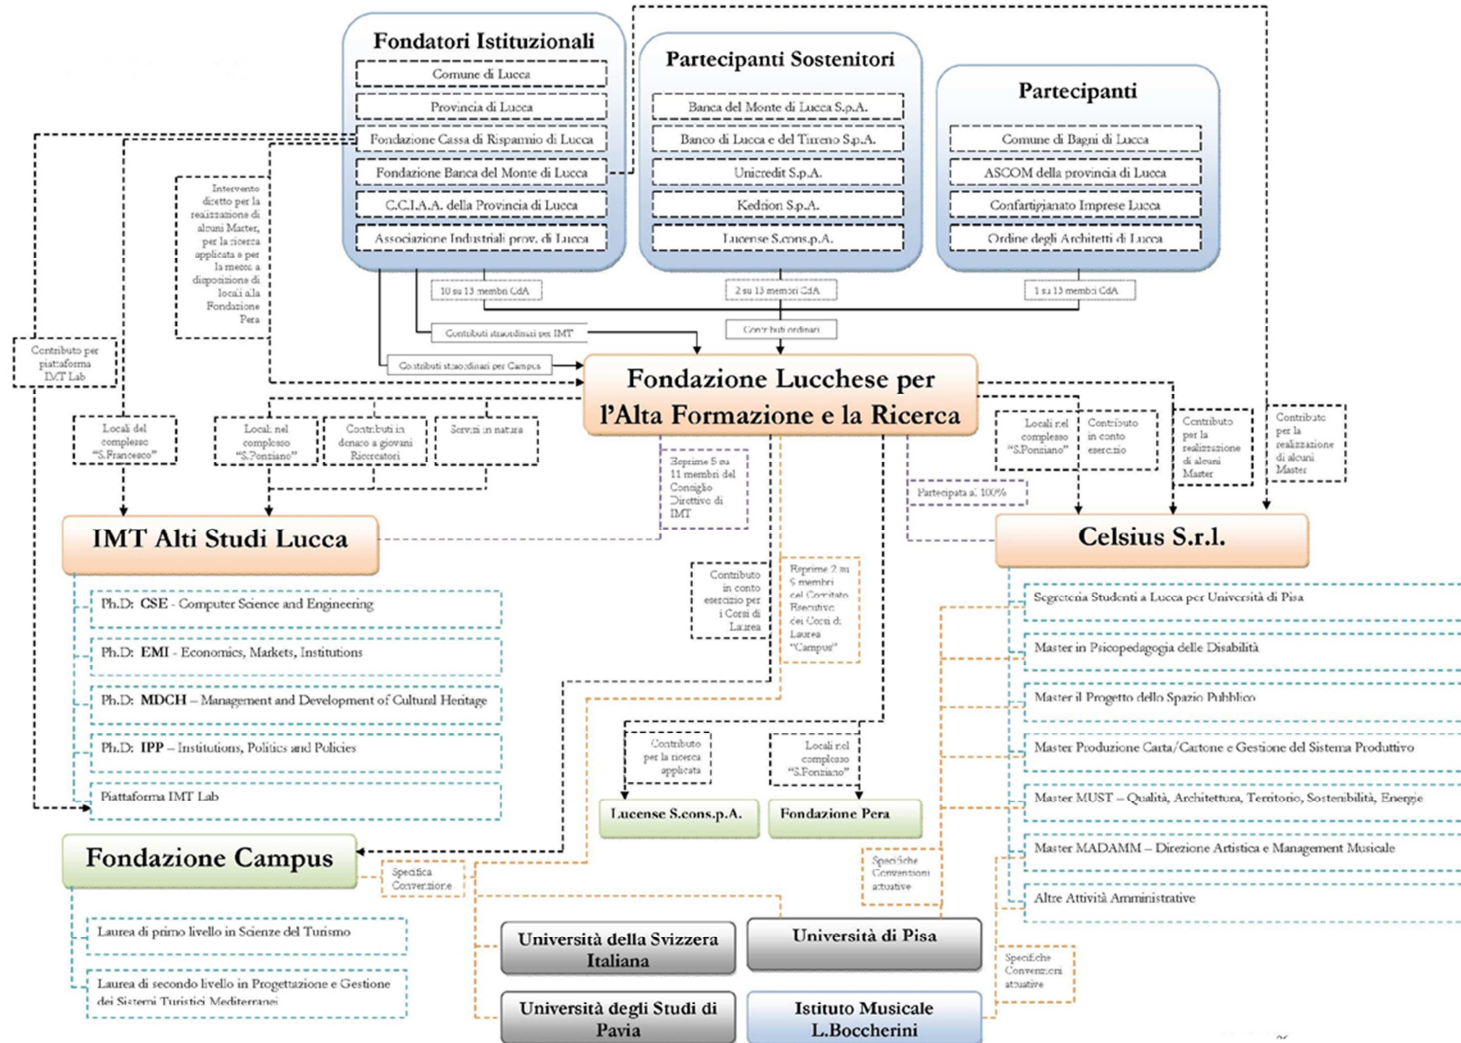 Fondatori Istituzionali
Comune di Lucca
Provincia di Lucca
Fondazione Cassa di Risparmio di Lucca
Fondazione Banca del Monte di Lucca
C.C.I.A.A. della Provincia di Lucca
Associazione Industriali prov. di Lucca
Partecipanti Sostenitori
Banca del Monte di Lucca S.p.A.
Banco di Lucca e del Tirreno S.p.A.
Unicredit S.p.A.
Kedrion S.p.A.
Lucense S.cons.p.A.
Partecipanti
Comune di Bagni di Lucca
ASCOM della provincia di Lucca
Confartigianato Imprese Lucca
Ordine degli Architetti di Lucca
Intervento
diretto per la
realizzazione di
alcuni Master,
per la ricerca
applicata e per
la messa a
disposizione di
locali alla
Fondazione
Pera
10 su 13 membri CdA
2 su 13 membri CdA
1 su 13 membri CdA
Contributi straordinari per IMT
Contributi ordinari
Contributi straordinari per Campus
Contributo per
piattaforma
IMT Lab
Fondazione Lucchese per
l'Alta Formazione e la Ricerca
Locali del
complesso
"S.Francesco"
Locali nel
complesso
"S.Ponziano"
Contributi in
denaro a giovani
Ricercatori
Servizi in natura
Esprime 5 su
11 membri del
Consiglio
Direttivo di
IMT
Partecipata al 100%
Locali nel
complesso
"S.Ponziano"
Contributo
in conto
esercizio
Contributo
per la
realizzazione
di alcuni
Master
Contributo
per la
realizzazione
di alcuni
Master
IMT Alti Studi Lucca
Ph.D: CSE - Computer Science and Engineering
Ph.D: EMI - Economics, Markets, Institutions
Ph.D: MDCH – Management and Development of Cultural Heritage
Ph.D: IPP – Institutions, Politics and Policies
Piattaforma IMT Lab
Contributo
in conto
esercizio per
i Corsi di
Laurea
Esprime 2 su
5 membri
nel Comitato
Esecutivo
dei Corsi di
Laurea
"Campus"
Celsius S.r.l.
Segreteria Studenti a Lucca per Università di Pisa
Master in Psicopedagogia delle Disabilità
Master il Progetto dello Spazio Pubblico
Master Produzione Carta/Cartone e Gestione del Sistema Produttivo
Master MUST – Qualità, Architettura, Territorio, Sostenibilità, Energie
Master MADAMM – Direzione Artistica e Management Musicale
Altre Attività Amministrative
Contributo
per la ricerca
applicata
Locali nel
complesso
"S.Ponziano"
Lucense S.cons.p.A.
Fondazione Pera
Fondazione Campus
Laurea di primo livello in Scienze del Turismo
Laurea di secondo livello in Progettazione e Gestione
dei Sistemi Turistici Mediterranei
Specifica
Convenzione
Specifiche
Convenzioni
attuative
Università della Svizzera
Italiana
Università di Pisa
Università degli Studi di
Pavia
Istituto Musicale
L.Boccherini
Specifiche
Convenzioni
attuative